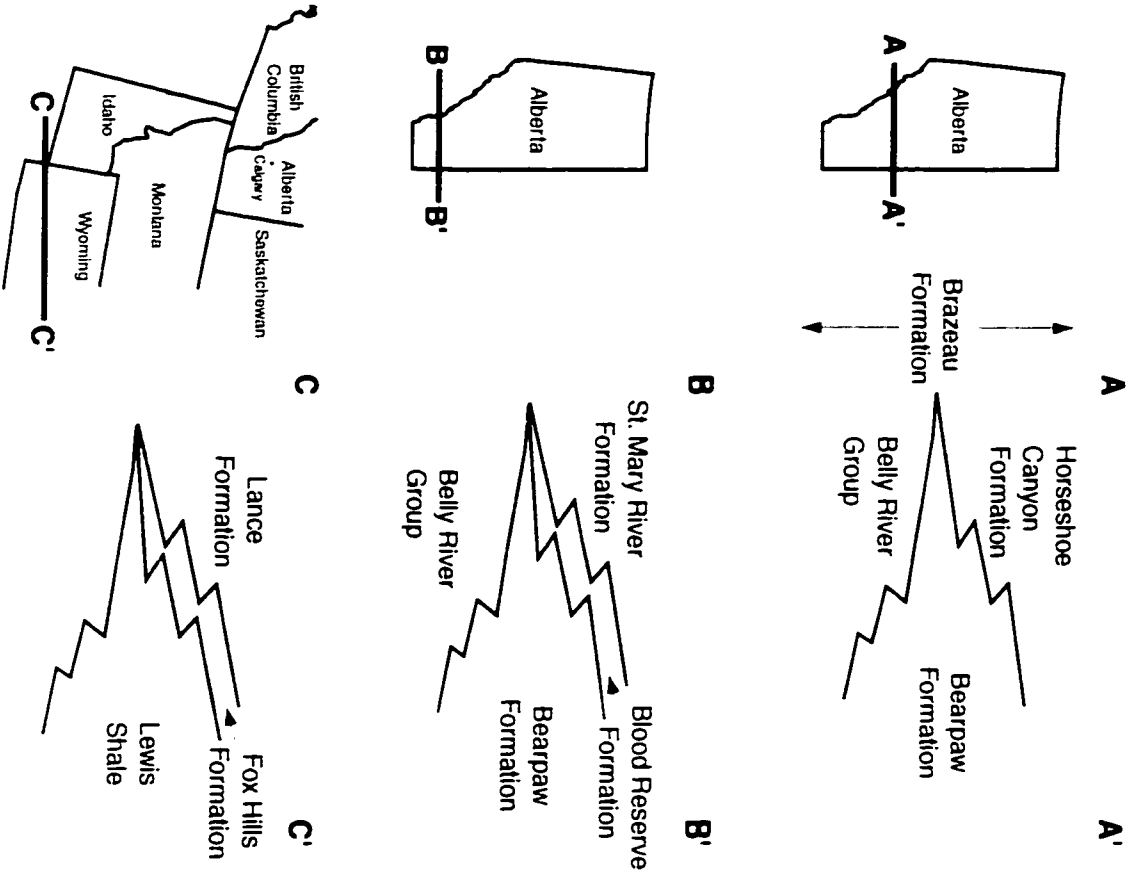 A
A'
Alberta
A
A'
Horseshoe
Canyon
Formation
Brazeau
Formation
Belly River
Group
Bearpaw
Formation
B
B'
Alberta
B
B'
St. Mary River
Formation
Blood Reserve
Formation
Belly River
Group
Bearpaw
Formation
British
Columbia
Alberta
Calgary
Saskatchowan
Idaho
Montana
Wyoming
C
C'
C
C'
Lance
Formation
Fox Hills
Formation
Lewis
Shale